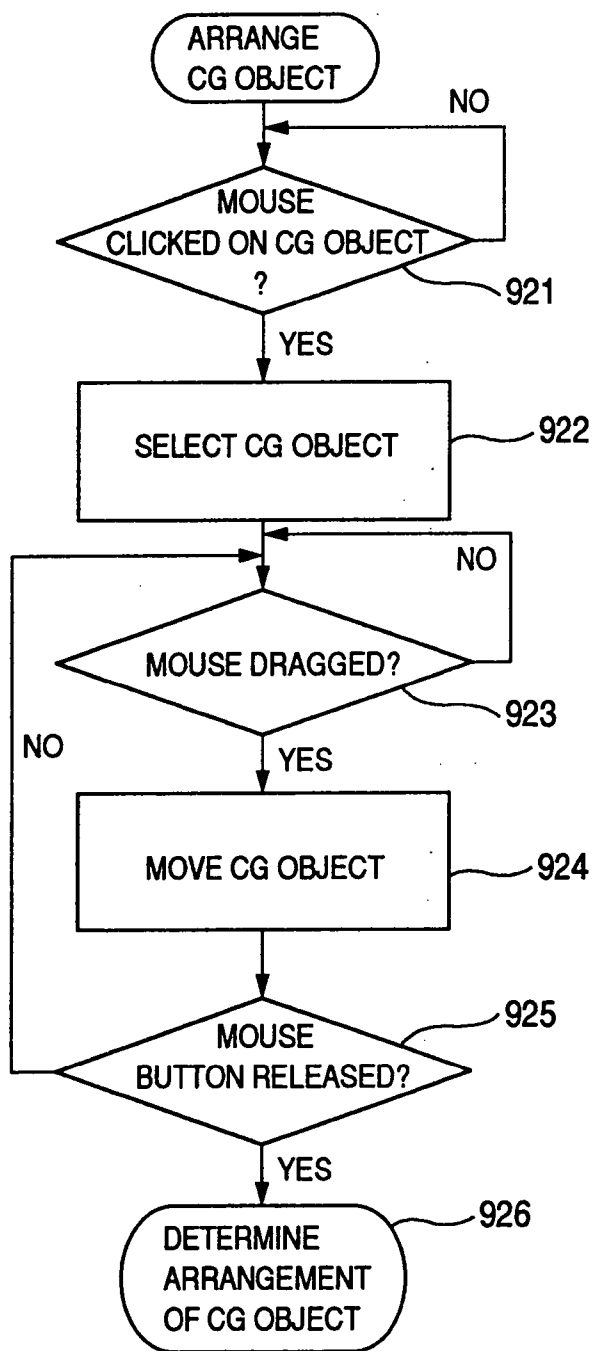 ARRANGE
CG OBJECT
NO
MOUSE
CLICKED ON CG OBJECT
?
921
YES
SELECT CG OBJECT
922
NO
MOUSE DRAGGED?
923
NO
YES
MOVE CG OBJECT
924
925
MOUSE
BUTTON RELEASED?
YES
926
DETERMINE
ARRANGEMENT
OF CG OBJECT